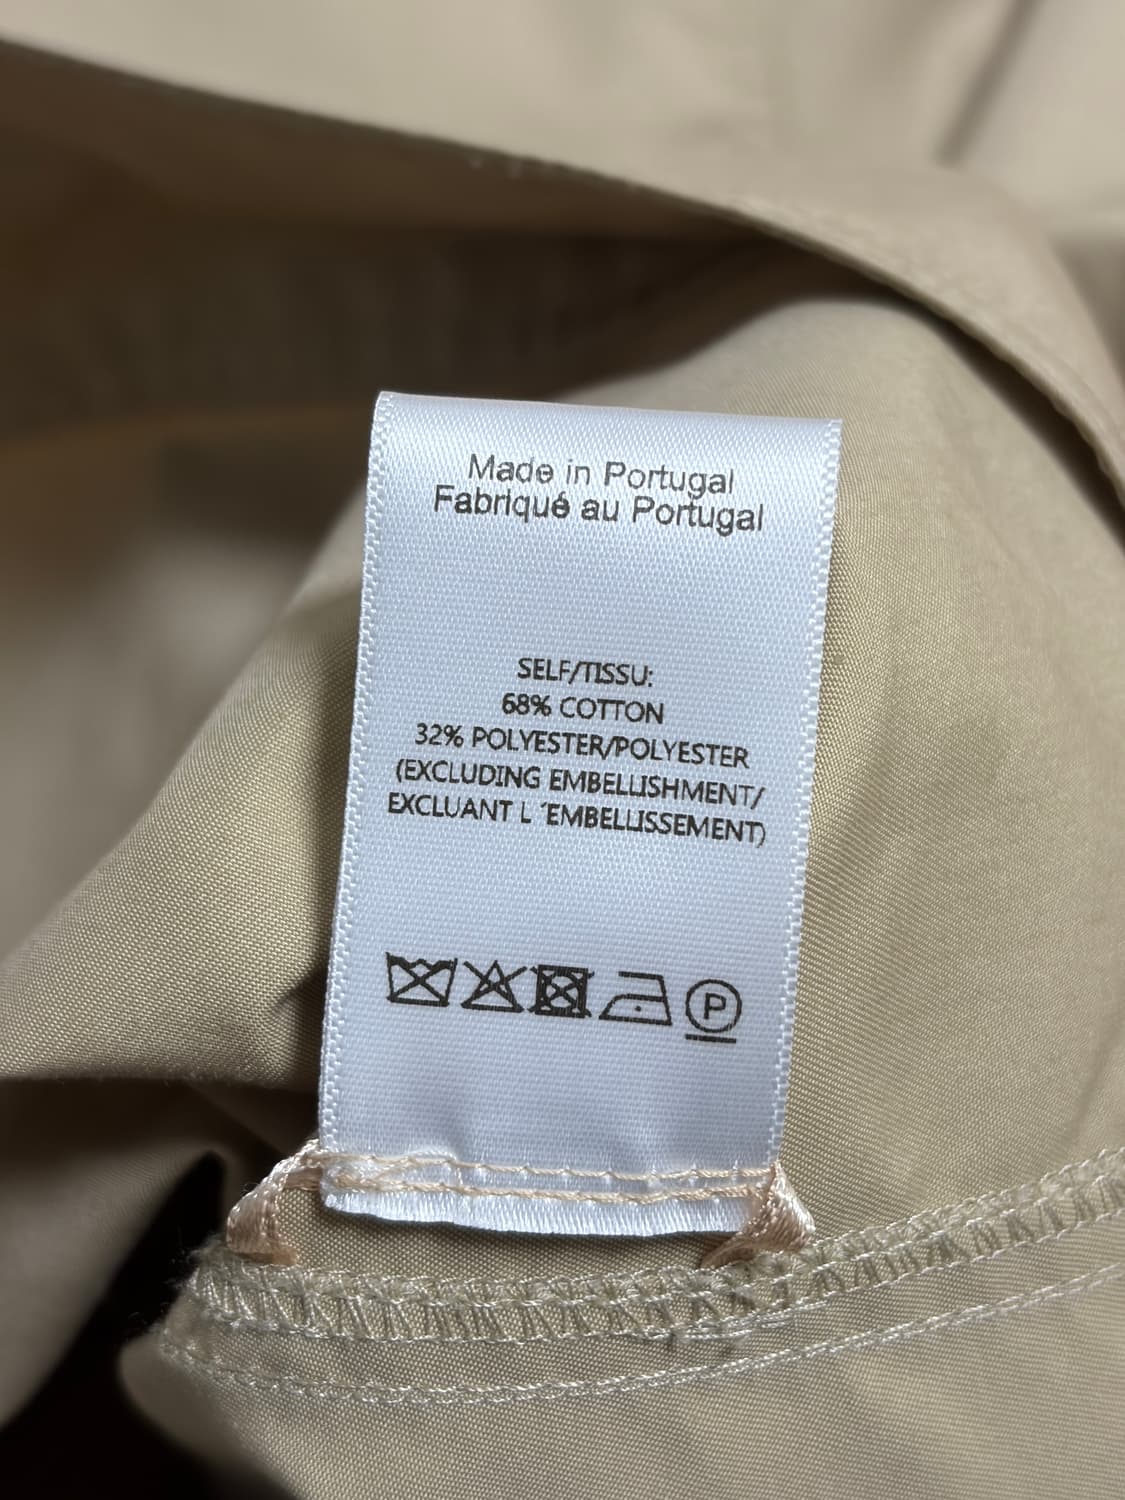 Made in Portugal
Fabriqué au Portugal
SELF/TISSU:
68% COTTON
32% POLYESTER/POLYESTER
(EXCLUDING EMBELLISHMENT/
EXCLUANT L ´EMBELLISSEMENT)
P